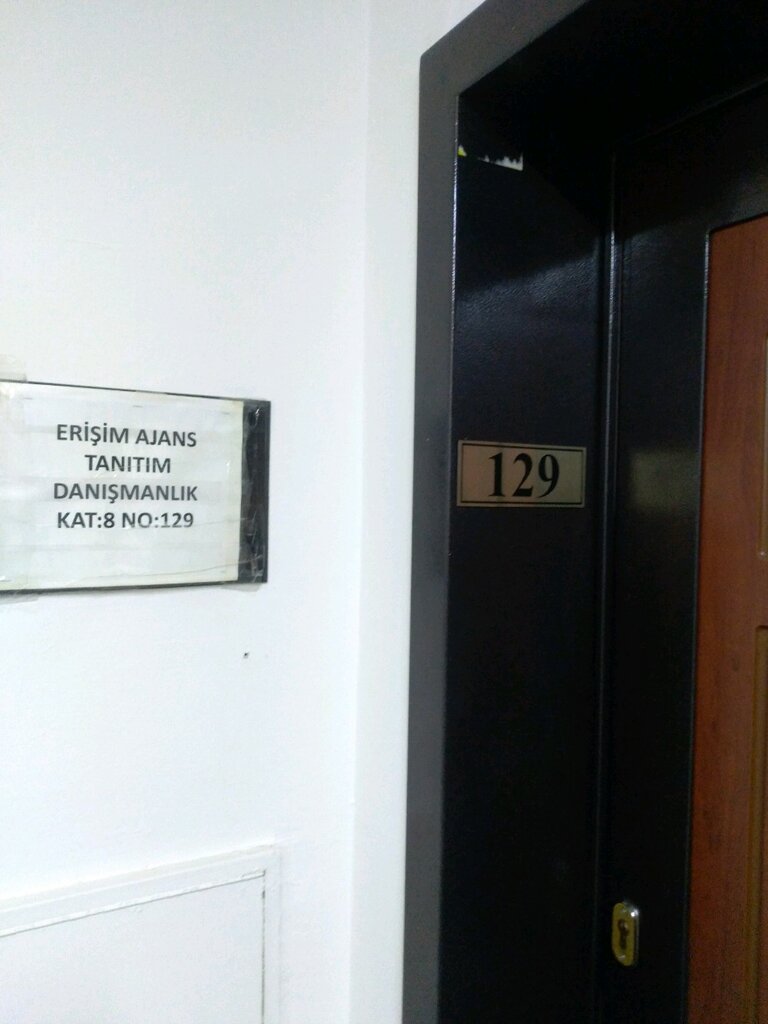 ERİŞİM AJANS
TANITIM
DANIŞMANLIK
KAT:8 NO:129
129